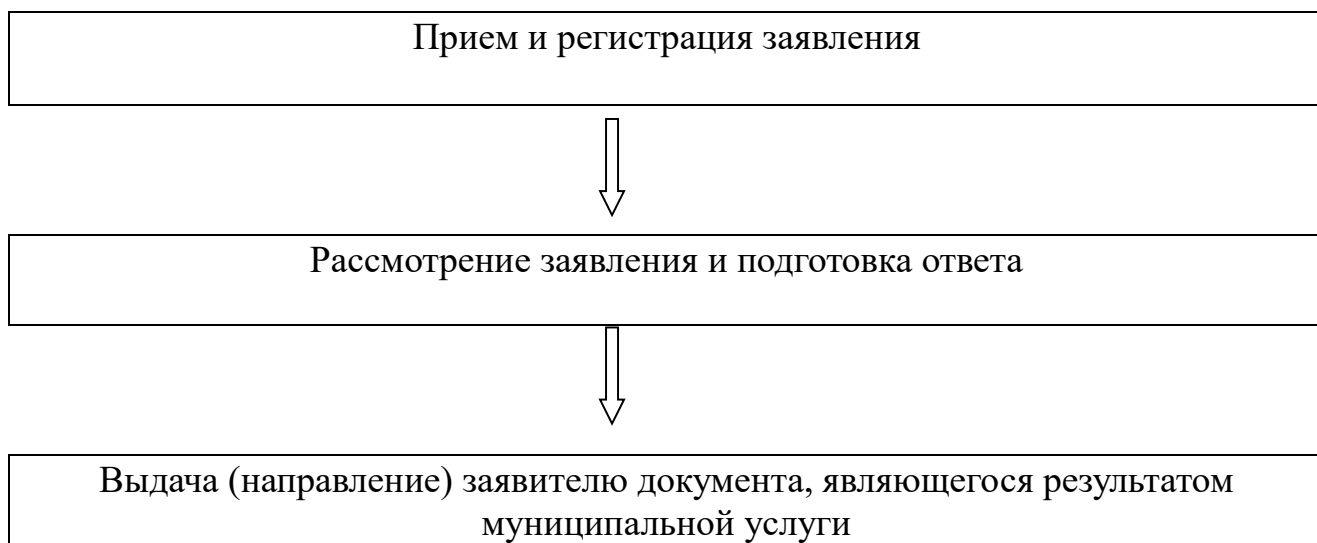 Прием и регистрация заявления
Рассмотрение заявления и подготовка ответа
Выдача (направление) заявителю документа, являющегося результатом
муниципальной услуги